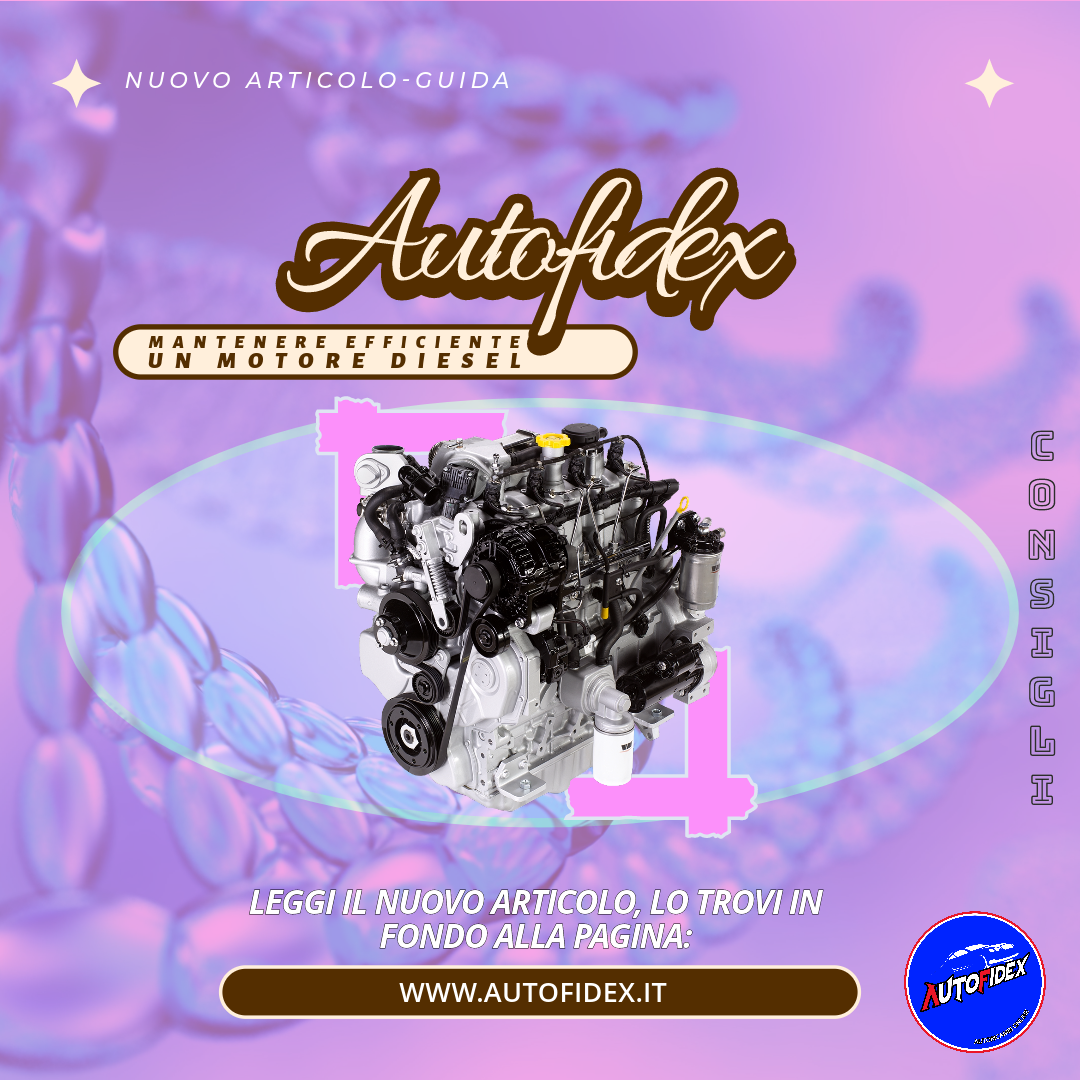 NUOVO ARTICOLO-GUIDA
Autofidex
MANTENERE EFFICIENTE
UN MOTORE DIESEL
CONSIGLI
LEGGI IL NUOVO ARTICOLO, LO TROVI IN
FONDO ALLA PAGINA:
WWW.AUTOFIDEX.IT
AUTOFIDEX